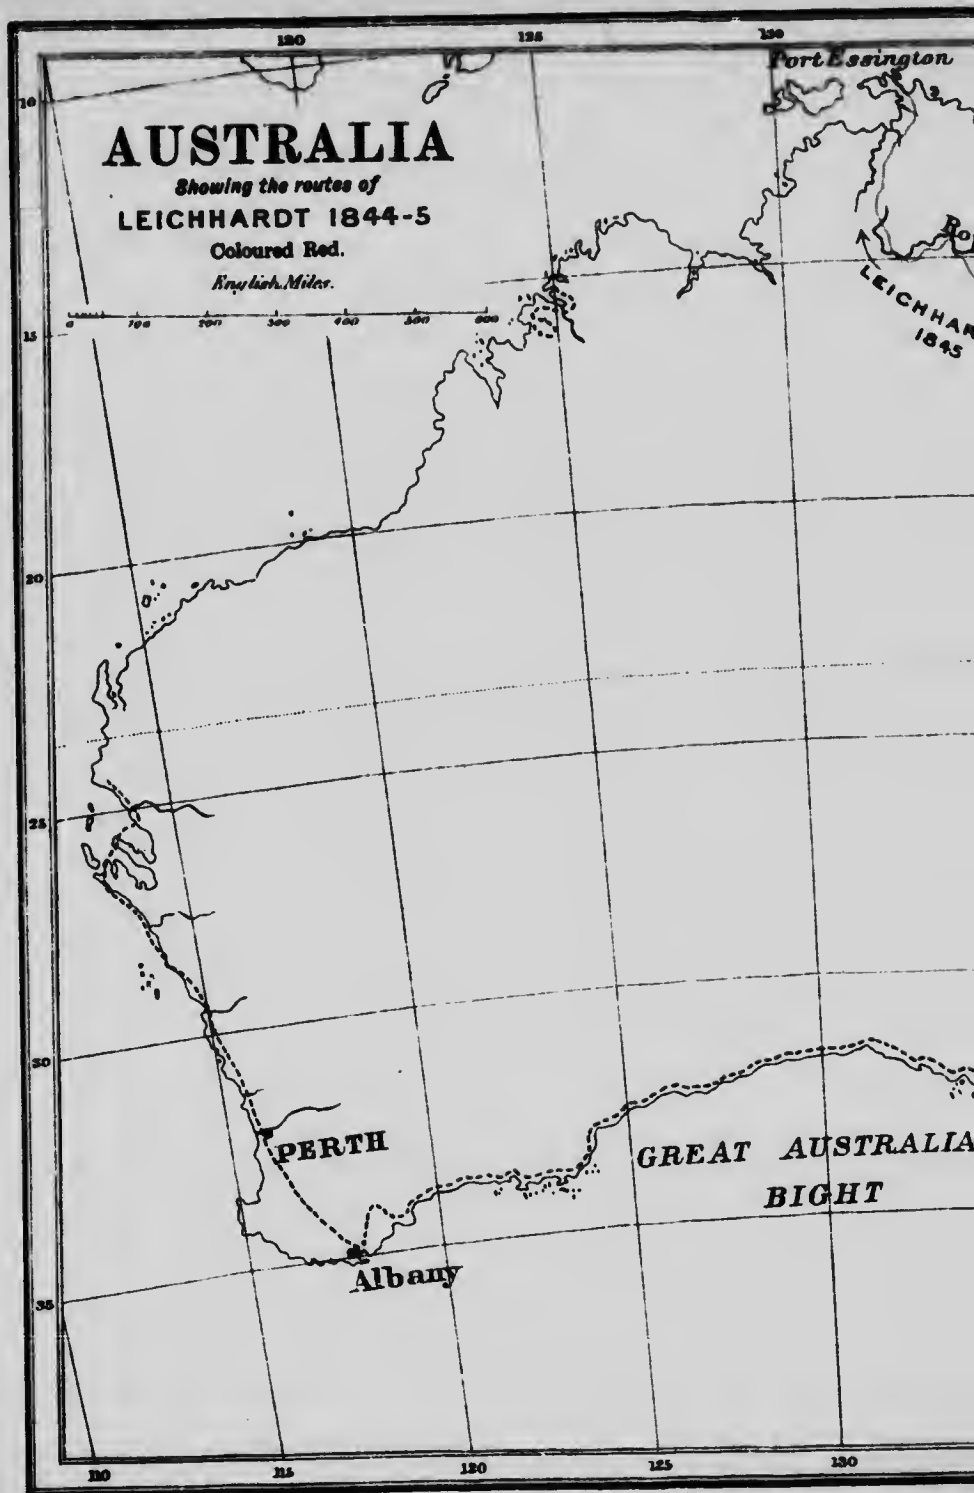 120 125 130
Port Essington
10
AUSTRALIA
Showing the routes of
LEICHHARDT 1844-5
Coloured Red.
English Miles.
0 100 200 300 400 500 600
Ro
LEICHHAR
1845
15
20
25
30
PERTH
GREAT AUSTRALIA
BIGHT
Albany
35
110 115 120 125 130